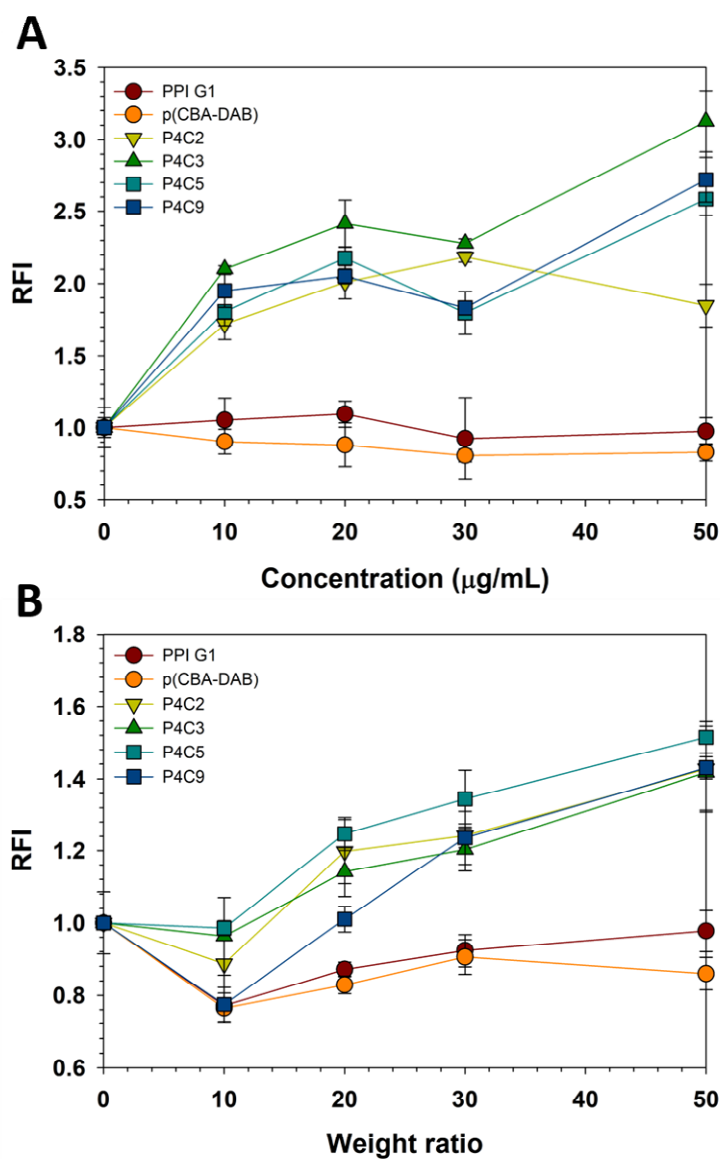 A
3.5
3.0
2.5
2.0
1.5
1.0
0.5
RFI
PPI G1
p(CBA-DAB)
P4C2
P4C3
P4C5
P4C9
0 10 20 30 40 50
Concentration (μg/mL)
B
1.8
1.6
1.4
1.2
1.0
0.8
0.6
RFI
PPI G1
p(CBA-DAB)
P4C2
P4C3
P4C5
P4C9
0 10 20 30 40 50
Weight ratio